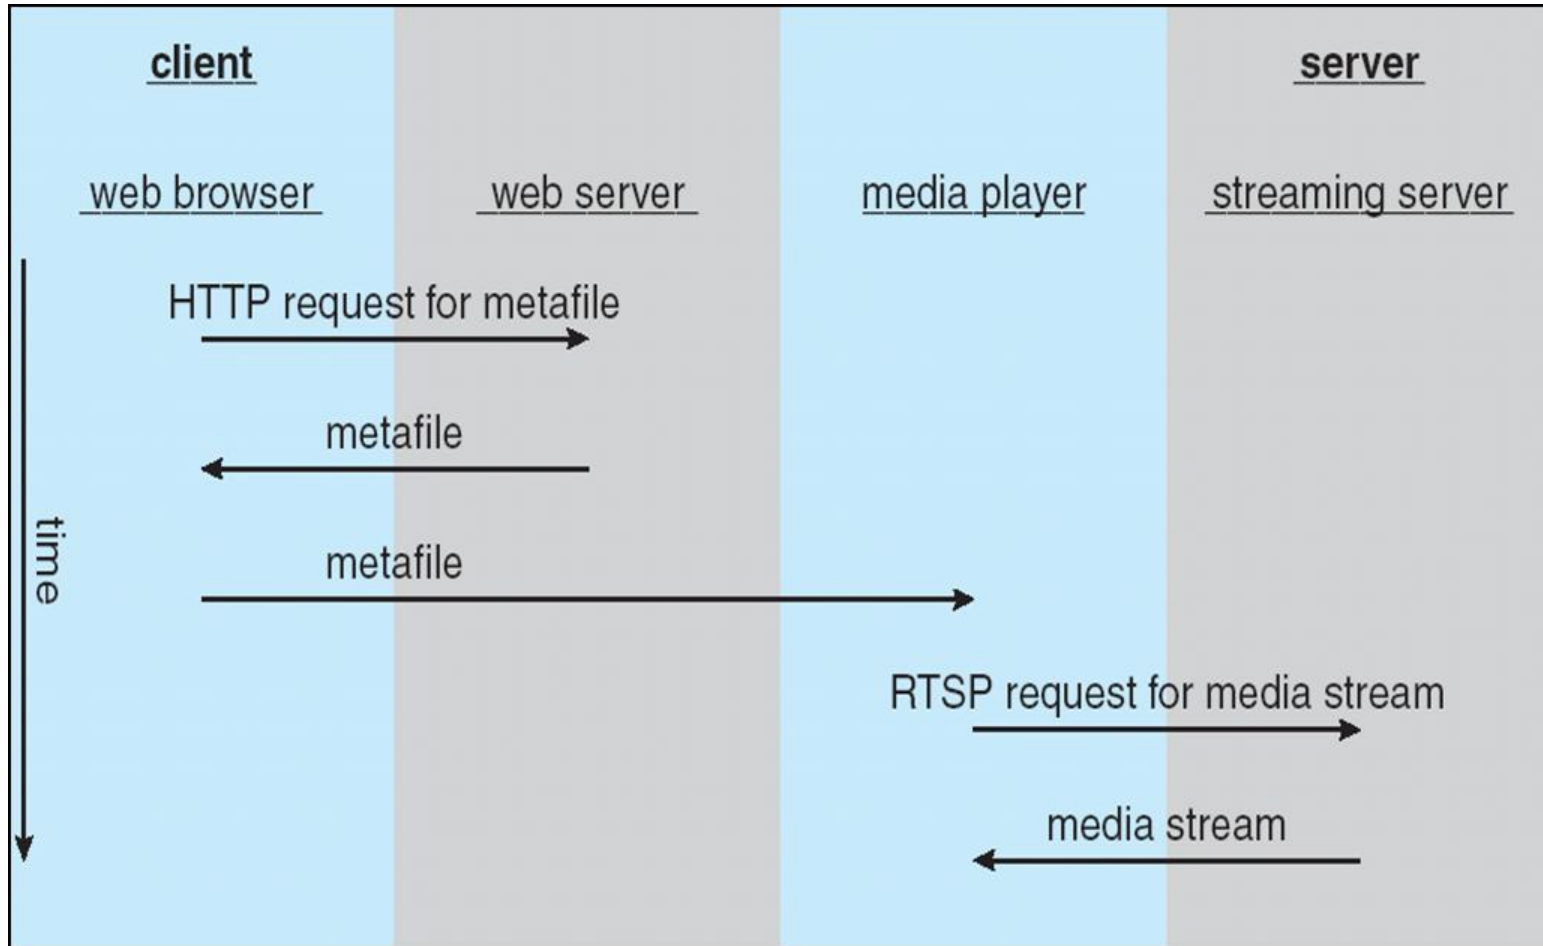 client
server
web browser
web server
media player
streaming server
HTTP request for metafile
metafile
time
metafile
RTSP request for media stream
media stream